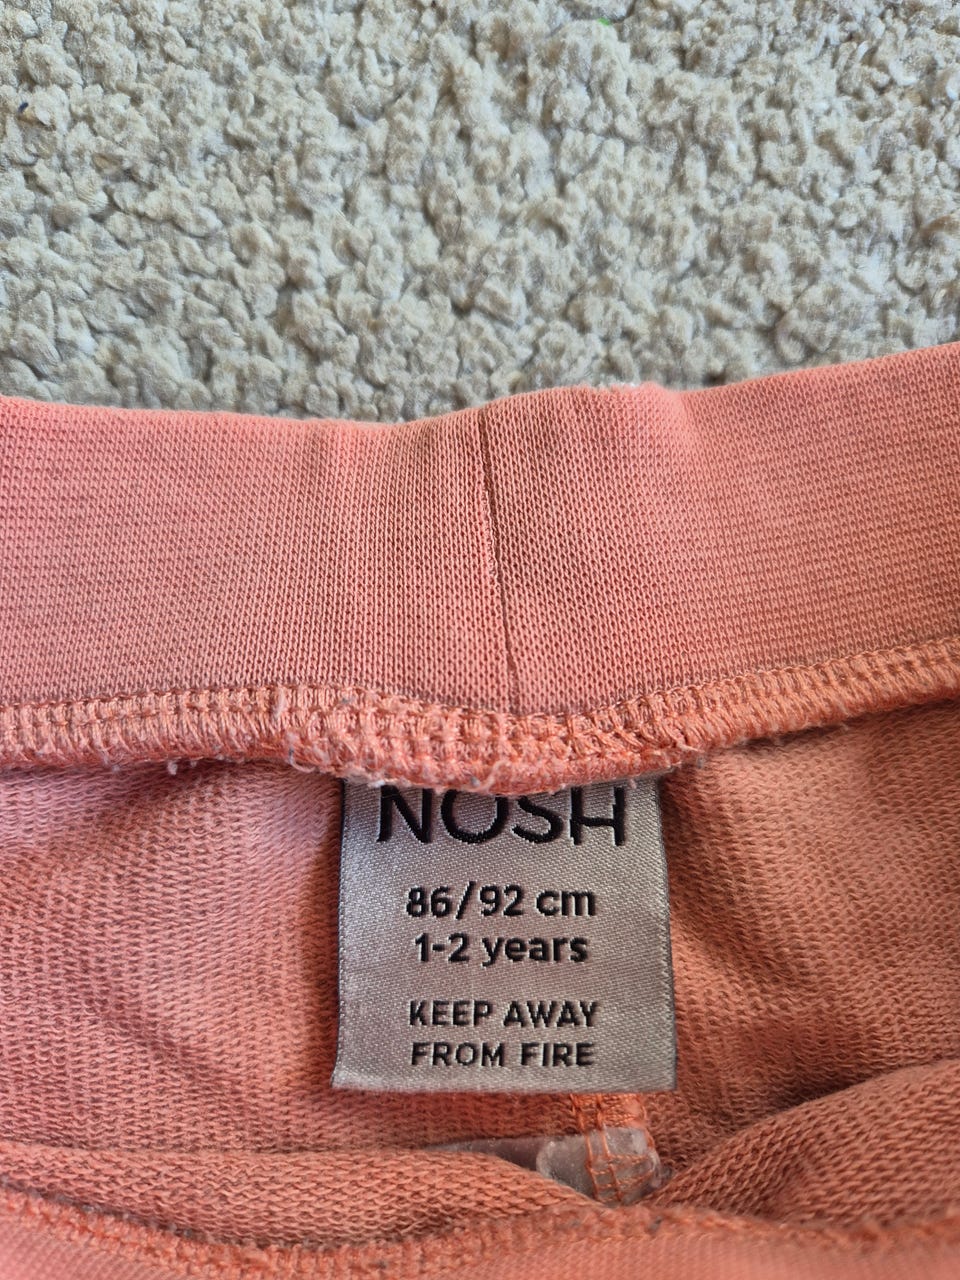 NOSH
86/92 cm
1-2 years
KEEP AWAY
FROM FIRE